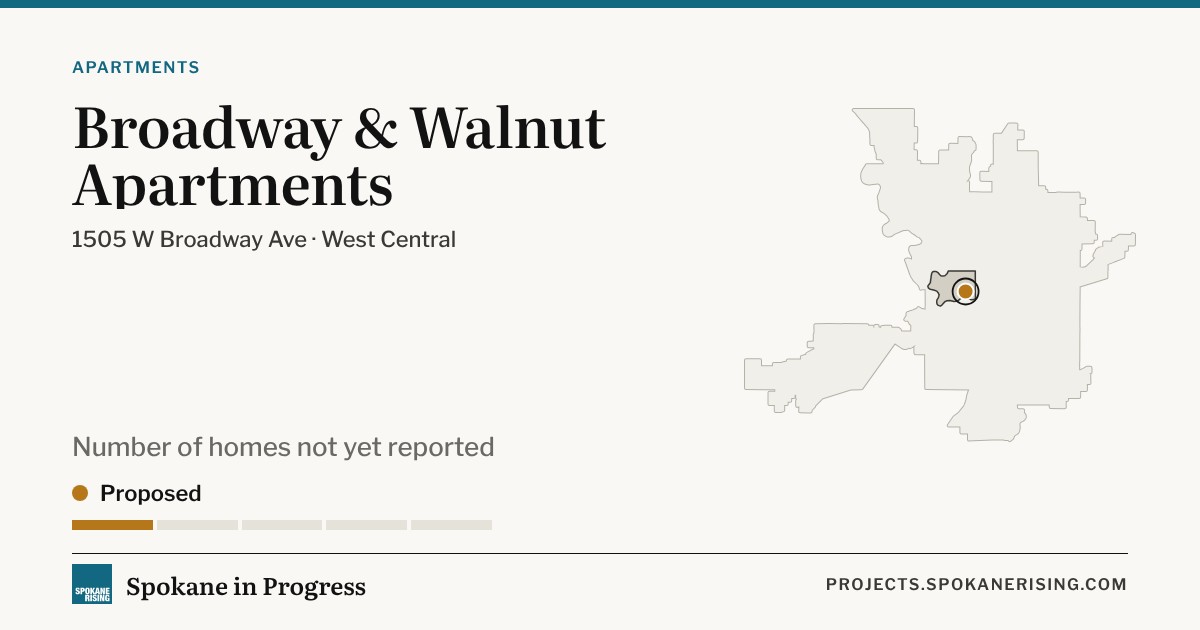 APARTMENTS
Broadway & Walnut
Apartments
1505 W Broadway Ave · West Central
Number of homes not yet reported
Proposed
SPOKANE
RISING
Spokane in Progress
PROJECTS.SPOKANERISING.COM